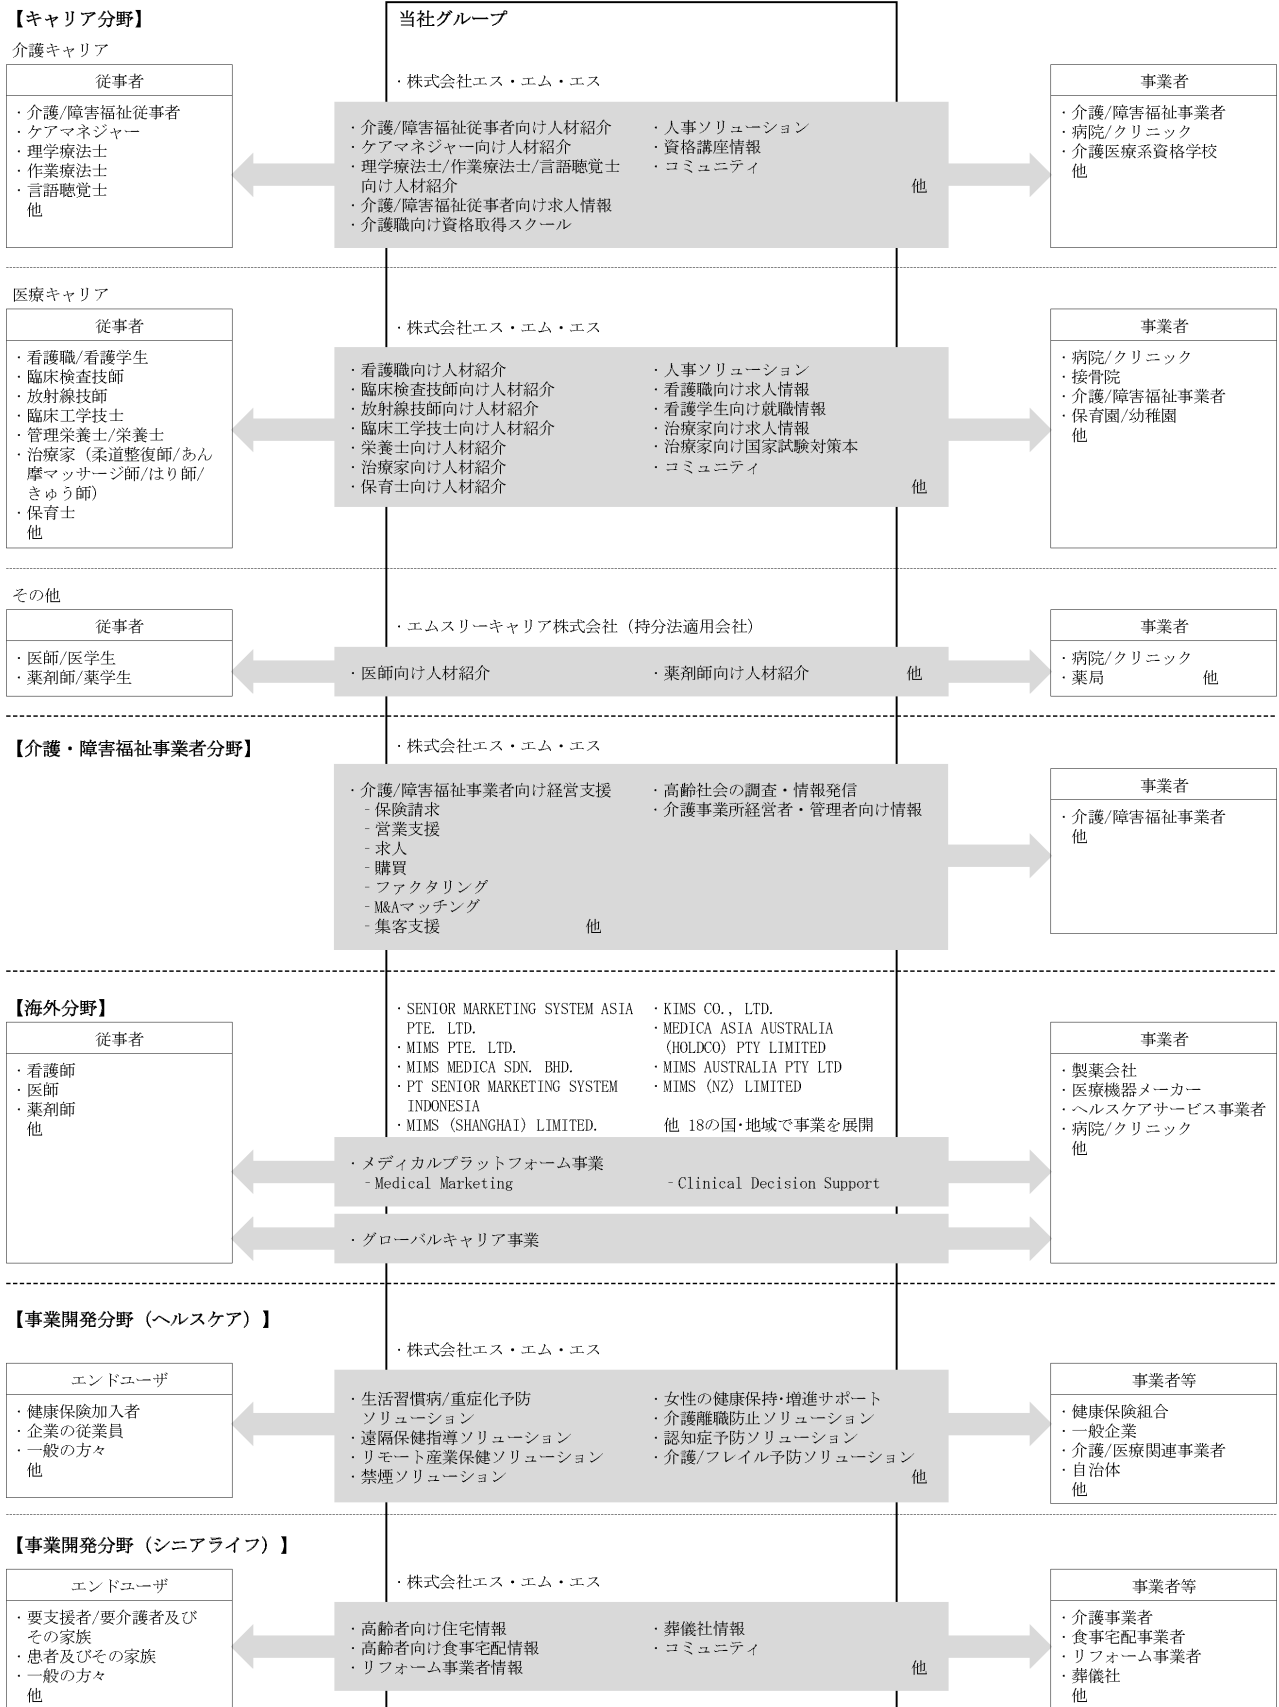 【キャリア分野】
当社グループ
介護キャリア
従事者
・介護/障害福祉従事者
・ケアマネジャー
・理学療法士
・作業療法士
・言語聴覚士
他
・株式会社エス・エム・エス
・介護/障害福祉従事者向け人材紹介
・ケアマネジャー向け人材紹介
・理学療法士/作業療法士/言語聴覚士
向け人材紹介
・介護/障害福祉従事者向け求人情報
・介護職向け資格取得スクール
・人事ソリューション
・資格講座情報
・コミュニティ
他
事業者
・介護/障害福祉事業者
・病院/クリニック
・介護医療系資格学校
他
医療キャリア
従事者
・看護職/看護学生
・臨床検査技師
・放射線技師
・臨床工学技士
・管理栄養士/栄養士
・治療家（柔道整復師/あん
摩マッサージ師/はり師/
きゅう師）
・保育士
他
・株式会社エス・エム・エス
・看護職向け人材紹介
・臨床検査技師向け人材紹介
・放射線技師向け人材紹介
・臨床工学技士向け人材紹介
・栄養士向け人材紹介
・治療家向け人材紹介
・保育士向け人材紹介
・人事ソリューション
・看護職向け求人情報
・看護学生向け就職情報
・治療家向け求人情報
・治療家向け国家試験対策本
・コミュニティ
他
事業者
・病院/クリニック
・接骨院
・介護/障害福祉事業者
・保育園/幼稚園
他
その他
従事者
・医師/医学生
・薬剤師/薬学生
・エムスリーキャリア株式会社（持分法適用会社）
・医師向け人材紹介
・薬剤師向け人材紹介
他
事業者
・病院/クリニック
・薬局 他
【介護・障害福祉事業者分野】
・株式会社エス・エム・エス
・介護/障害福祉事業者向け経営支援
－保険請求
－営業支援
－求人
－購買
－ファクタリング
－M&Aマッチング
－集客支援 他
・高齢社会の調査・情報発信
・介護事業所経営者・管理者向け情報
事業者
・介護/障害福祉事業者
他
【海外分野】
従事者
・看護師
・医師
・薬剤師
他
・SENIOR MARKETING SYSTEM ASIA
PTE. LTD.
・MIMS PTE. LTD.
・MIMS MEDICA SDN. BHD.
・PT SENIOR MARKETING SYSTEM
INDONESIA
・MIMS (SHANGHAI) LIMITED.
・KIMS CO., LTD.
・MEDICA ASIA AUSTRALIA
(HOLDCO) PTY LIMITED
・MIMS AUSTRALIA PTY LTD
・MIMS (NZ) LIMITED
他 18の国・地域で事業を展開
・メディカルプラットフォーム事業
－Medical Marketing
－Clinical Decision Support
・グローバルキャリア事業
事業者
・製薬会社
・医療機器メーカー
・ヘルスケアサービス事業者
・病院/クリニック
他
【事業開発分野（ヘルスケア）】
・株式会社エス・エム・エス
エンドユーザ
・健康保険加入者
・企業の従業員
・一般の方々
他
・生活習慣病/重症化予防
ソリューション
・遠隔保健指導ソリューション
・リモート産業保健ソリューション
・禁煙ソリューション
・女性の健康保持・増進サポート
・介護離職防止ソリューション
・認知症予防ソリューション
・介護/フレイル予防ソリューション
他
事業者等
・健康保険組合
・一般企業
・介護/医療関連事業者
・自治体
他
【事業開発分野（シニアライフ）】
エンドユーザ
・要支援者/要介護者及び
その家族
・患者及びその家族
・一般の方々
他
・株式会社エス・エム・エス
・高齢者向け住宅情報
・高齢者向け食事宅配情報
・リフォーム事業者情報
・葬儀社情報
・コミュニティ
他
事業者等
・介護事業者
・食事宅配事業者
・リフォーム事業者
・葬儀社
他